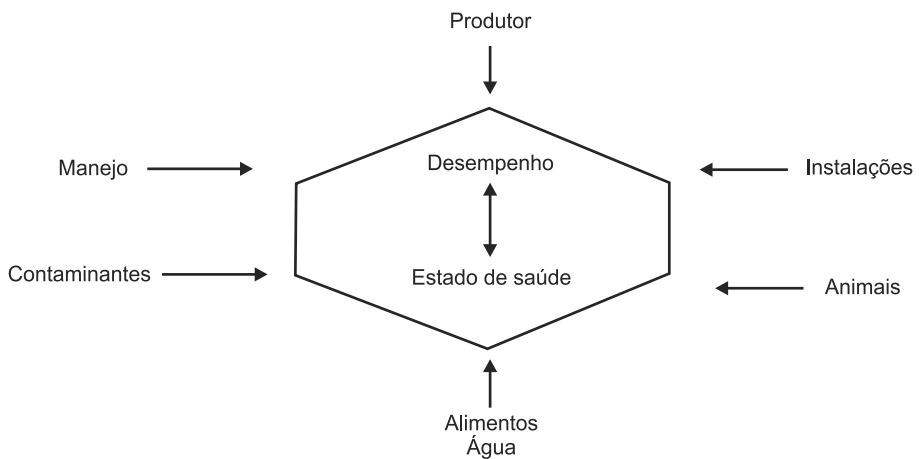 Produtor
Manejo
Desempenho
Instalações
Contaminantes
Estado de saúde
Animais
Alimentos
Água